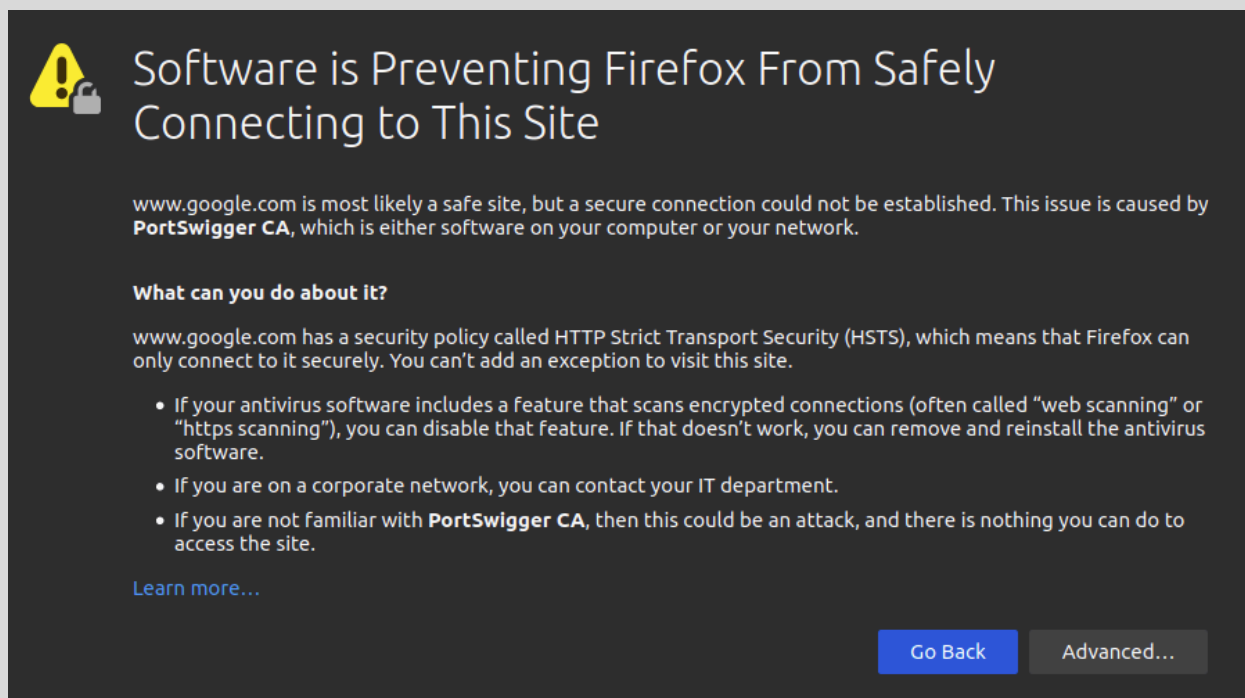 Software is Preventing Firefox From Safely
Connecting to This Site
www.google.com is most likely a safe site, but a secure connection could not be established. This issue is caused by
PortSwigger CA, which is either software on your computer or your network.
What can you do about it?
www.google.com has a security policy called HTTP Strict Transport Security (HSTS), which means that Firefox can
only connect to it securely. You can’t add an exception to visit this site.
• If your antivirus software includes a feature that scans encrypted connections (often called “web scanning” or
“https scanning”), you can disable that feature. If that doesn’t work, you can remove and reinstall the antivirus
software.
• If you are on a corporate network, you can contact your IT department.
• If you are not familiar with PortSwigger CA, then this could be an attack, and there is nothing you can do to
access the site.
Learn more…
Go Back Advanced…